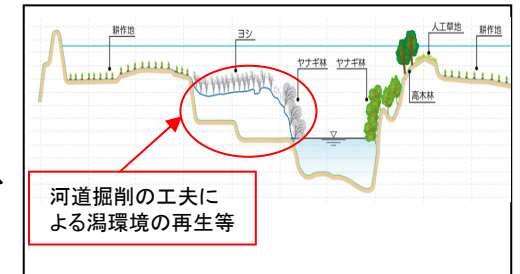 耕作地
ヨシ
ヤナギ林
ヤナギ林
人工草地
耕作地
高木林
河道掘削の工夫に
よる潟環境の再生等